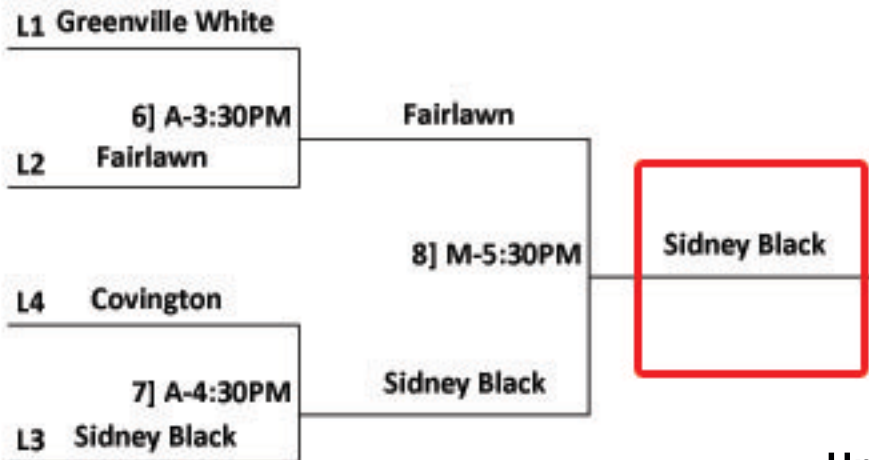 L1 Greenville White
6] A-3:30PM
Fairlawn
L2 Fairlawn
8] M-5:30PM
Sidney Black
L4 Covington
7] A-4:30PM
Sidney Black
L3 Sidney Black